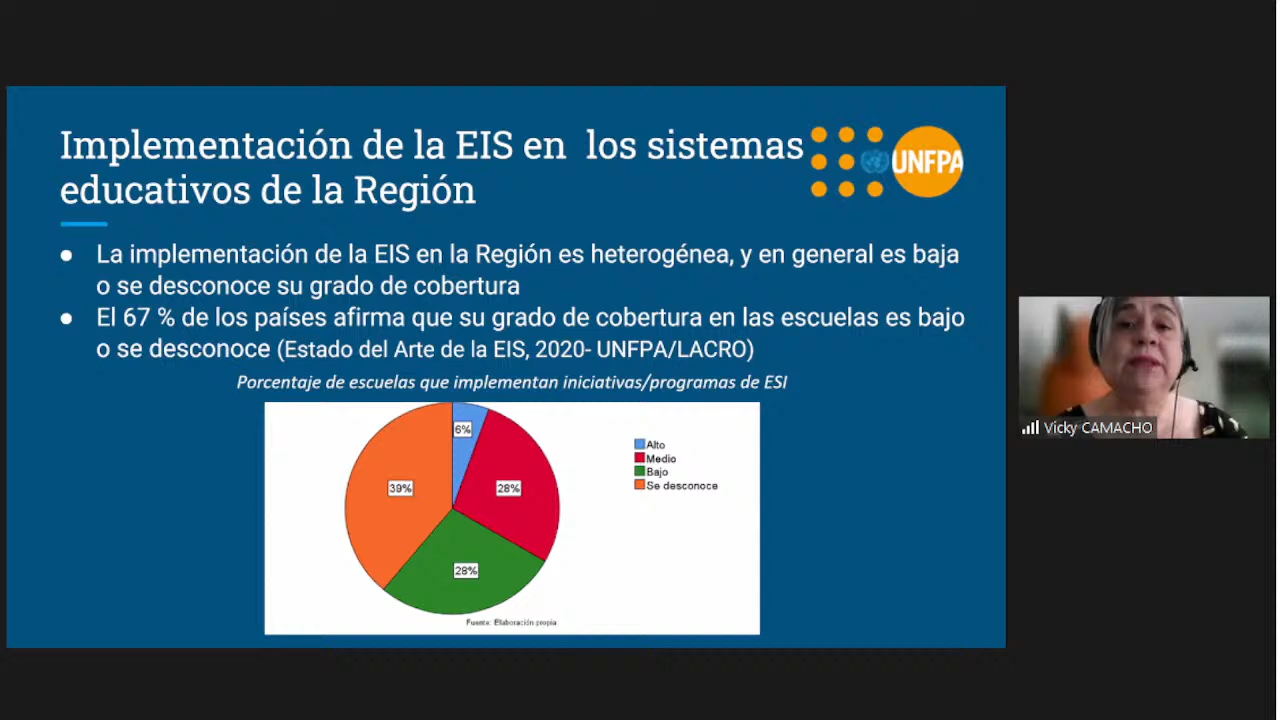 Implementación de la EIS en los sistemas
educativos de la Región
UNFPA
● La implementación de la EIS en la Región es heterogénea, y en general es baja
o se desconoce su grado de cobertura
● El 67 % de los países afirma que su grado de cobertura en las escuelas es bajo
o se desconoce (Estado del Arte de la EIS, 2020- UNFPA/LACRO)
Porcentaje de escuelas que implementan iniciativas/programas de ESI
6%
28%
28%
39%
Alto
Medio
Bajo
Se desconoce
Fuente: Elaboración propia
Vicky CAMACHO